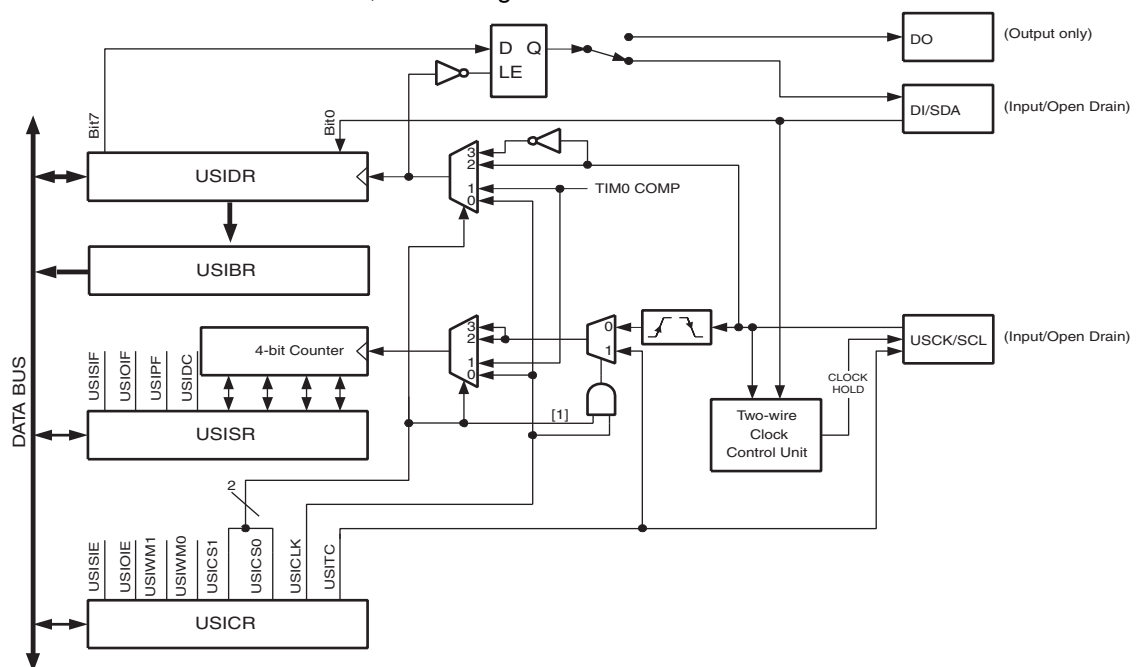 D Q
LE
DO
(Output only)
DI/SDA
(Input/Open Drain)
Bit7
Bit0
3
2
1
0
TIM0 COMP
USIDR
USIBR
DATA BUS
4-bit Counter
3
2
1
0
0
1
USCK/SCL
(Input/Open Drain)
CLOCK
HOLD
USISIF
USIOIF
USIPF
USIDC
[1]
Two-wire
Clock
Control Unit
USISR
2
USISIE
USIOIE
USIWM1
USIWM0
USICS1
USICS0
USICLK
USITC
USICR